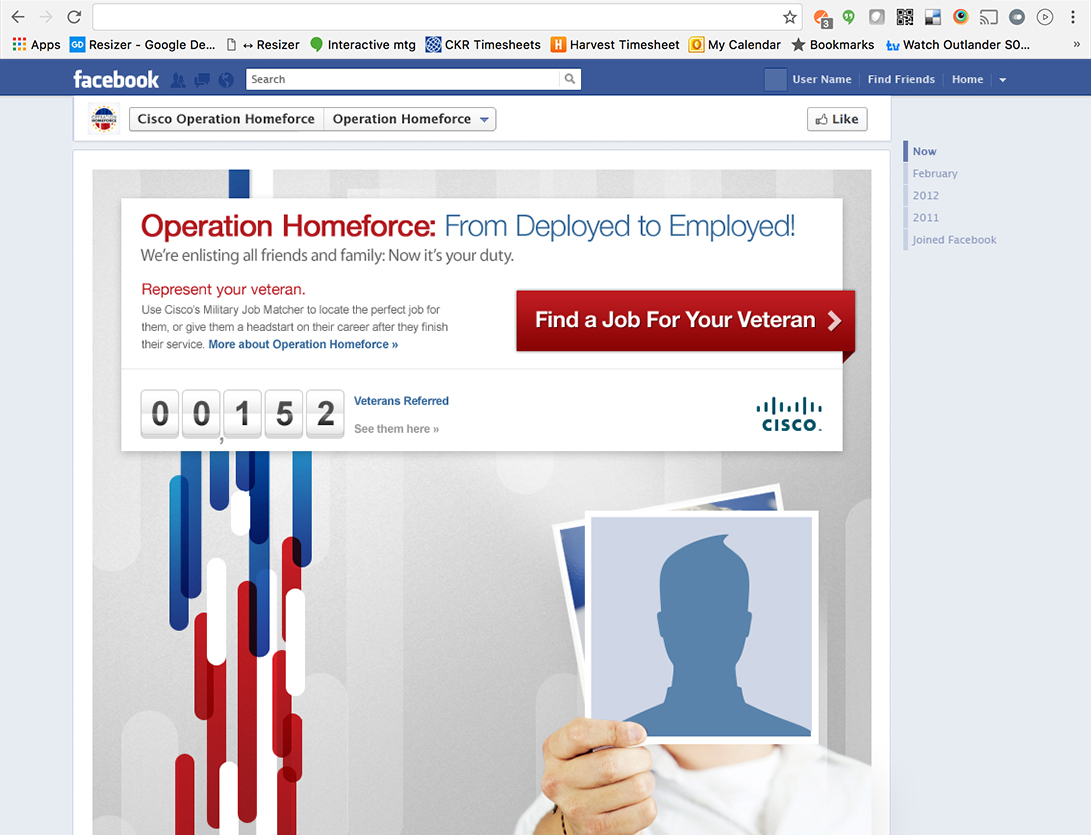 3
Apps GD Resizer - Google De... ↔ Resizer Interactive mtg CKR Timesheets H Harvest Timesheet O My Calendar Bookmarks Watch Outlander S0... »
facebook Search User Name Find Friends Home
Cisco Operation Homeforce Operation Homeforce Like
Now
February
2012
2011
Joined Facebook
Operation Homeforce: From Deployed to Employed!
We're enlisting all friends and family: Now it's your duty.
Represent your veteran.
Use Cisco's Military Job Matcher to locate the perfect job for
them, or give them a headstart on their career after they finish
their service. More about Operation Homeforce »
Find a Job For Your Veteran
00,152
Veterans Referred
See them here »
CISCO.